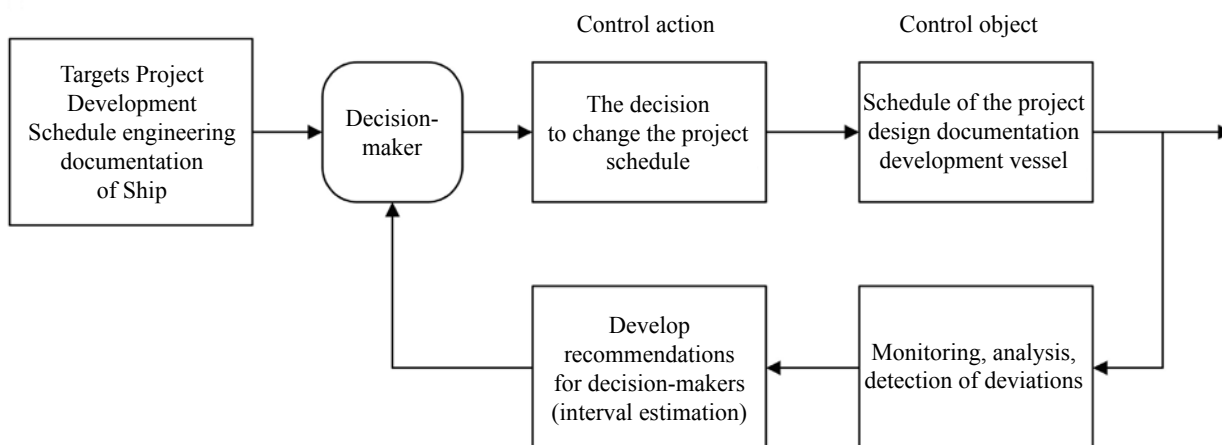 Control action
Control object
Targets Project
Development
Schedule engineering
documentation
of Ship
Decision-
maker
The decision
to change the project
schedule
Schedule of the project
design documentation
development vessel
Develop
recommendations
for decision-makers
(interval estimation)
Monitoring, analysis,
detection of deviations